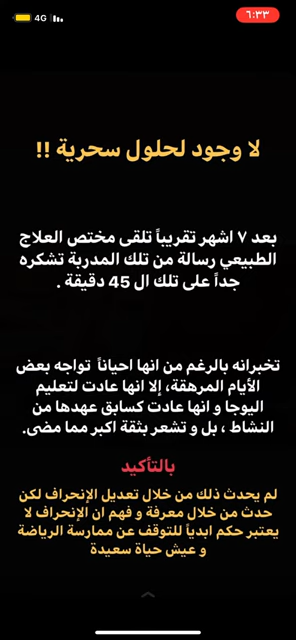 4G
٦:٣٣
لا وجود لحلول سحرية !!
بعد ٧ اشهر تقريباً تلقى مختص العلاج
الطبيعي رسالة من تلك المدربة تشكره
جداً على تلك ال 45 دقيقة .
تخبرانه بالرغم من انها احياناً تواجه بعض
الأيام المرهقة، إلا انها عادت لتعليم
اليوجا و انها عادت كسابق عهدها من
النشاط ، بل و تشعر بثقة اكبر مما مضى.
بالتأكيد
لم يحدث ذلك من خلال تعديل الإنحراف لكن
حدث من خلال معرفة و فهم ان الإنحراف لا
يعتبر حكم ابدياً للتوقف عن ممارسة الرياضة
و عيش حياة سعيدة